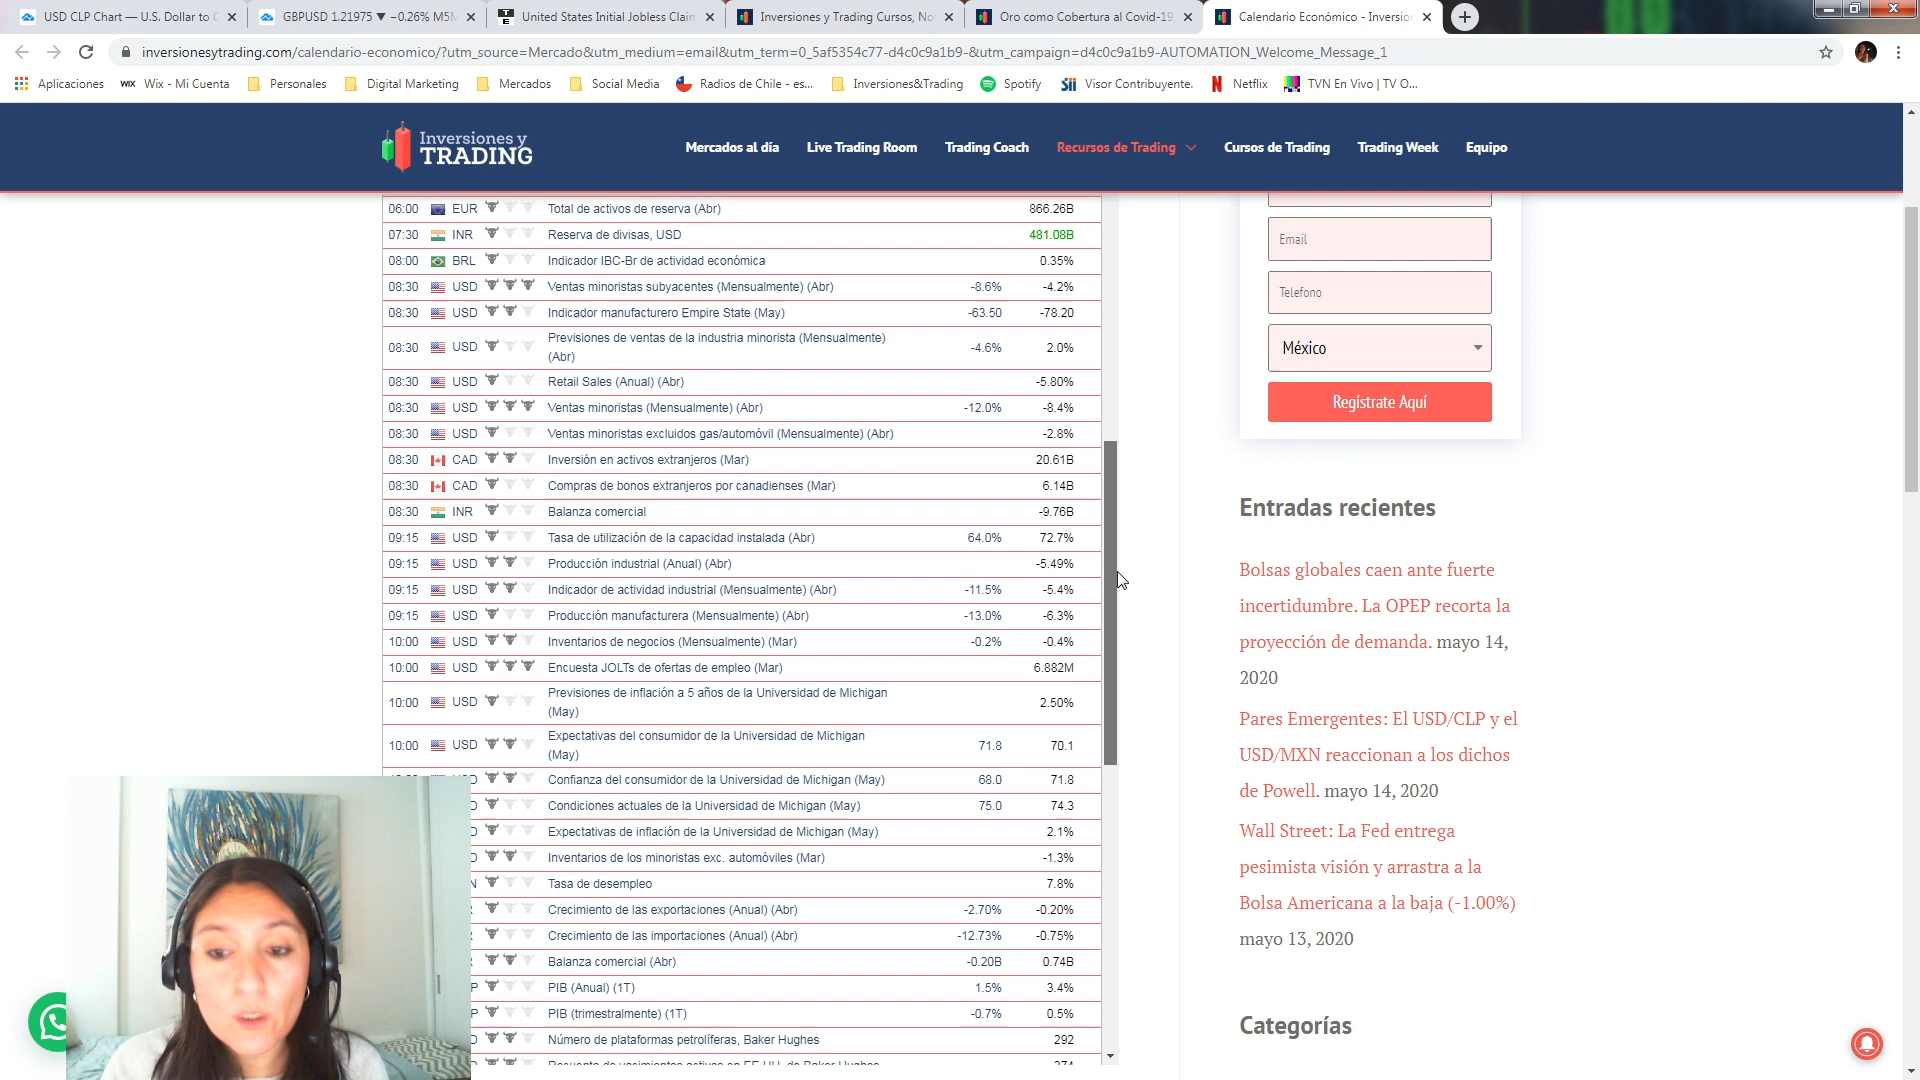 USD CLP Chart — U.S. Dollar to C
GBPUSD 1.21975 ▼ −0.26% M5M
United States Initial Jobless Claim
Inversiones y Trading Cursos, No
Oro como Cobertura al Covid-19
Calendario Económico - Inversio
inversionesytrading.com/calendario-economico/?utm_source=Mercado&utm_medium=email&utm_term=0_5af5354c77-d4c0c9a1b9-&utm_campaign=d4c0c9a1b9-AUTOMATION_Welcome_Message_1
Aplicaciones
WIX Wix - Mi Cuenta
Personales
Digital Marketing
Mercados
Social Media
Radios de Chile - es...
Inversiones&Trading
Spotify
Sii Visor Contribuyente.
Netflix
TVN En Vivo | TV O...
Inversiones y
TRADING
Mercados al día
Live Trading Room
Trading Coach
Recursos de Trading
Cursos de Trading
Trading Week
Equipo
06:00 EUR Total de activos de reserva (Abr) 866.26B
07:30 INR Reserva de divisas, USD 481.08B
08:00 BRL Indicador IBC-Br de actividad económica 0.35%
08:30 USD Ventas minoristas subyacentes (Mensualmente) (Abr) -8.6% -4.2%
08:30 USD Indicador manufacturero Empire State (May) -63.50 -78.20
08:30 USD Previsiones de ventas de la industria minorista (Mensualmente) -4.6% 2.0%
(Abr)
08:30 USD Retail Sales (Anual) (Abr) -5.80%
08:30 USD Ventas minoristas (Mensualmente) (Abr) -12.0% -8.4%
08:30 USD Ventas minoristas excluidos gas/automóvil (Mensualmente) (Abr) -2.8%
08:30 CAD Inversión en activos extranjeros (Mar) 20.61B
08:30 CAD Compras de bonos extranjeros por canadienses (Mar) 6.14B
08:30 INR Balanza comercial -9.76B
09:15 USD Tasa de utilización de la capacidad instalada (Abr) 64.0% 72.7%
09:15 USD Producción industrial (Anual) (Abr) -5.49%
09:15 USD Indicador de actividad industrial (Mensualmente) (Abr) -11.5% -5.4%
09:15 USD Producción manufacturera (Mensualmente) (Abr) -13.0% -6.3%
10:00 USD Inventarios de negocios (Mensualmente) (Mar) -0.2% -0.4%
10:00 USD Encuesta JOLTs de ofertas de empleo (Mar) 6.882M
10:00 USD Previsiones de inflación a 5 años de la Universidad de Michigan 2.50%
(May)
10:00 USD Expectativas del consumidor de la Universidad de Michigan 71.8 70.1
(May)
Confianza del consumidor de la Universidad de Michigan (May) 68.0 71.8
Condiciones actuales de la Universidad de Michigan (May) 75.0 74.3
Expectativas de inflación de la Universidad de Michigan (May) 2.1%
Inventarios de los minoristas exc. automóviles (Mar) -1.3%
Tasa de desempleo 7.8%
Crecimiento de las exportaciones (Anual) (Abr) -2.70% -0.20%
Crecimiento de las importaciones (Anual) (Abr) -12.73% -0.75%
Balanza comercial (Abr) -0.20B 0.74B
PIB (Anual) (1T) 1.5% 3.4%
PIB (trimestralmente) (1T) -0.7% 0.5%
Número de plataformas petrolíferas, Baker Hughes 292
Email
Telefono
México
Regístrate Aquí
Entradas recientes
Bolsas globales caen ante fuerte
incertidumbre. La OPEP recorta la
proyección de demanda. mayo 14,
2020
Pares Emergentes: El USD/CLP y el
USD/MXN reaccionan a los dichos
de Powell. mayo 14, 2020
Wall Street: La Fed entrega
pesimista visión y arrastra a la
Bolsa Americana a la baja (-1.00%)
mayo 13, 2020
Categorías